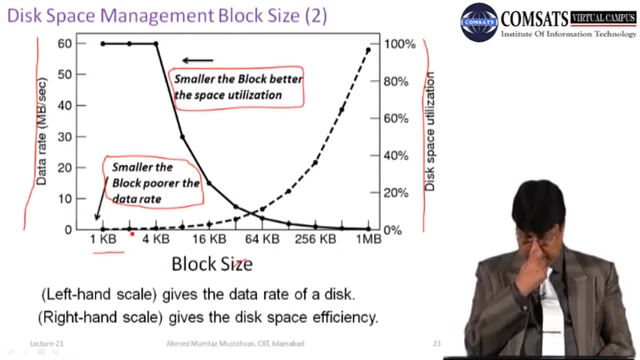 Disk Space Management Block Size (2)
COMSATS VIRTUAL CAMPUS
Institute Of Information Technology
60
50
40
30
20
10
0
Data rate (MB/sec)
Smaller the Block better
the space utilization
Smaller the
Block poorer the
data rate
100%
80%
60%
40%
20%
0%
Disk space utilization
1 KB
4 KB
16 KB
64 KB
256 KB
1MB
Block Size
(Left-hand scale) gives the data rate of a disk.
(Right-hand scale) gives the disk space efficiency.
Lecture-21
Ahmed Mumtaz Mustehsan, CIIT, Islamabad
23